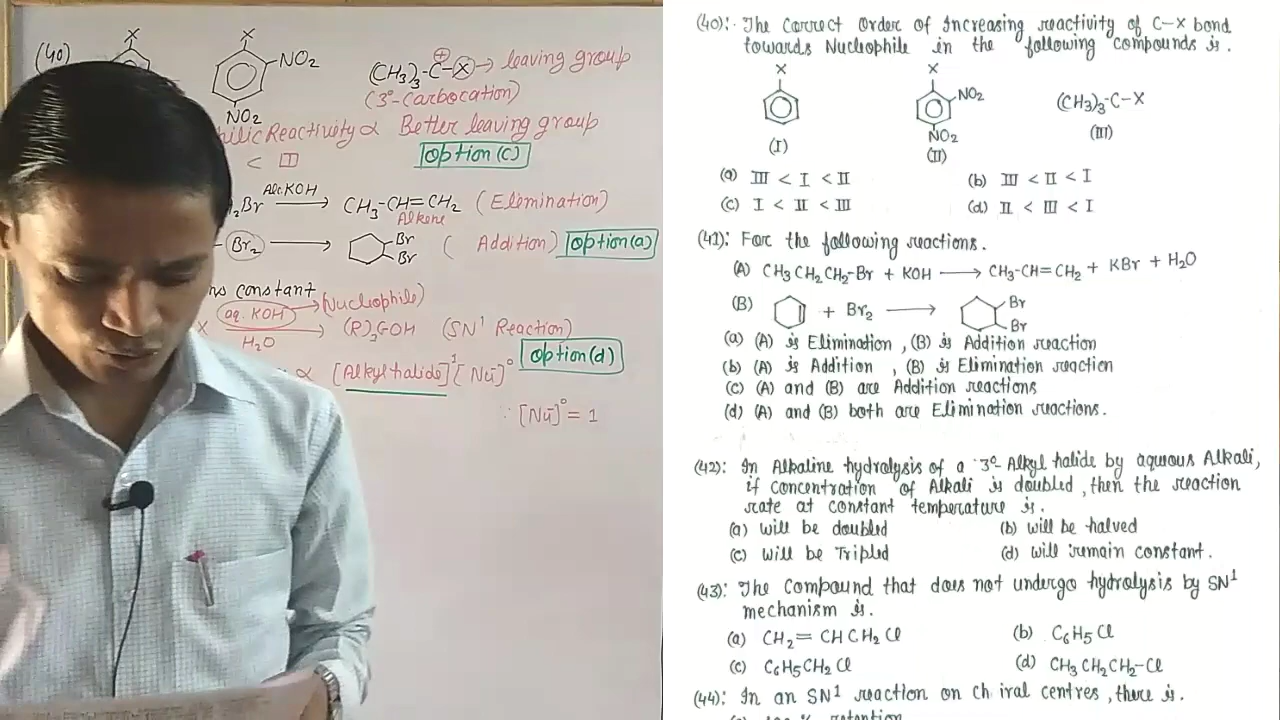 (40)
X
X
NO2
NO2
(CH3)3-C-X → leaving group
⊕
(3°-Carbocation)
philic Reactivity ∝ Better leaving group
< II
Option (c)
2Br Alc.KOH → CH3-CH=CH2 (Elemination)
Alkene
Br2 → Br
Br
( Addition) Option (a)
ns constant
aq. KOH → (Nucleophile)
X → (R)3COH (SN1 Reaction)
H2O
Option (d)
∝ [Alkyl halide]1 [Nu]0
∵ [Nu]0 = 1
(40):- The Correct Order of Increasing reactivity of C-X bond
towards Nucleophile in the following compounds is.
X
X
NO2
NO2
(CH3)3-C-X
(I)
(II)
(III)
(a) III < I < II
(b) III < II < I
(c) I < II < III
(d) II < III < I
(41): For the following reactions.
(A) CH3CH2CH2-Br + KOH → CH3-CH=CH2 + KBr + H2O
(B) + Br2 → Br
Br
(a) (A) is Elimination, (B) is Addition reaction
(b) (A) is Addition , (B) is Elimination reaction
(c) (A) and (B) are Addition reactions
(d) (A) and (B) both are Elimination reactions.
(42): In Alkaline hydrolysis of a 3° Alkyl halide by aqueous Alkali,
if Concentration of Alkali is doubled, then the reaction
rate at constant temperature is.
(a) will be doubled
(b) will be halved
(c) will be Tripled
(d) will remain constant.
(43): The Compound that does not undergo hydrolysis by SN1
mechanism is.
(a) CH2=CHCH2Cl
(b) C6H5Cl
(c) C6H5CH2Cl
(d) CH3CH2CH2-Cl
(44): In an SN1 reaction on chiral centres, there is.
retention